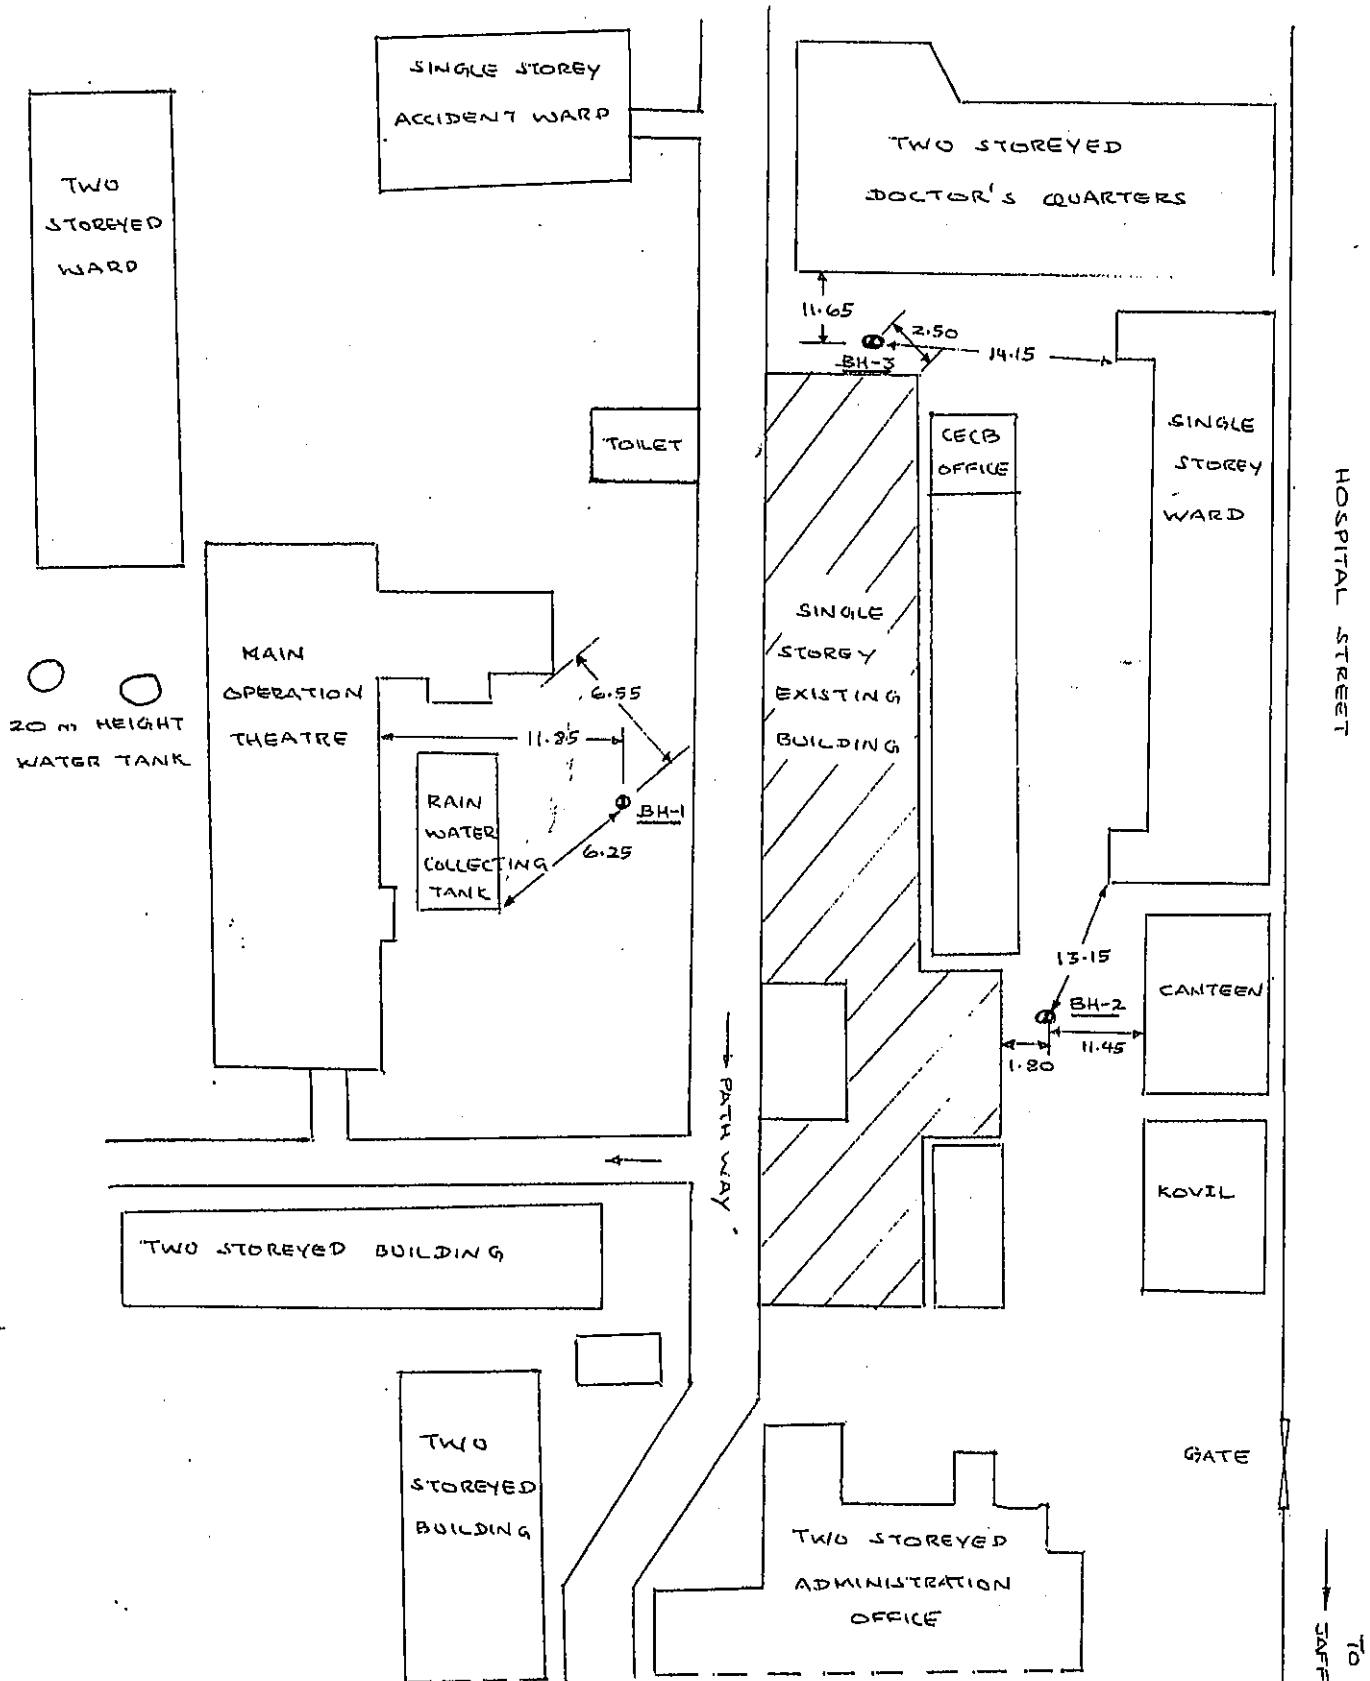 SINGLE STOREY
ACCIDENT WARD
TWO STOREYED
DOCTOR'S QUARTERS
TWO
STOREYED
WARD
11.65
2.50
14.15
BH-3
TOILET
CECB
OFFICE
SINGLE
STOREY
WARD
HOSPITAL STREET
MAIN
OPERATION
THEATRE
20 m HEIGHT
WATER TANK
6.55
11.85
RAIN
WATER
COLLECTING
TANK
BH-1
6.25
SINGLE
STOREY
EXISTING
BUILDING
13.15
BH-2
11.45
1.80
CANTEEN
PATH WAY
KOVIL
TWO STOREYED BUILDING
TWO
STOREYED
BUILDING
GATE
TWO STOREYED
ADMINISTRATION
OFFICE
TO
JAFF